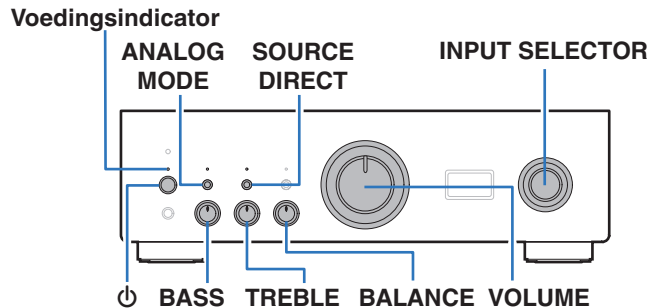 Voedingsindicator
ANALOG MODE
SOURCE DIRECT
INPUT SELECTOR
⏻ BASS TREBLE BALANCE VOLUME